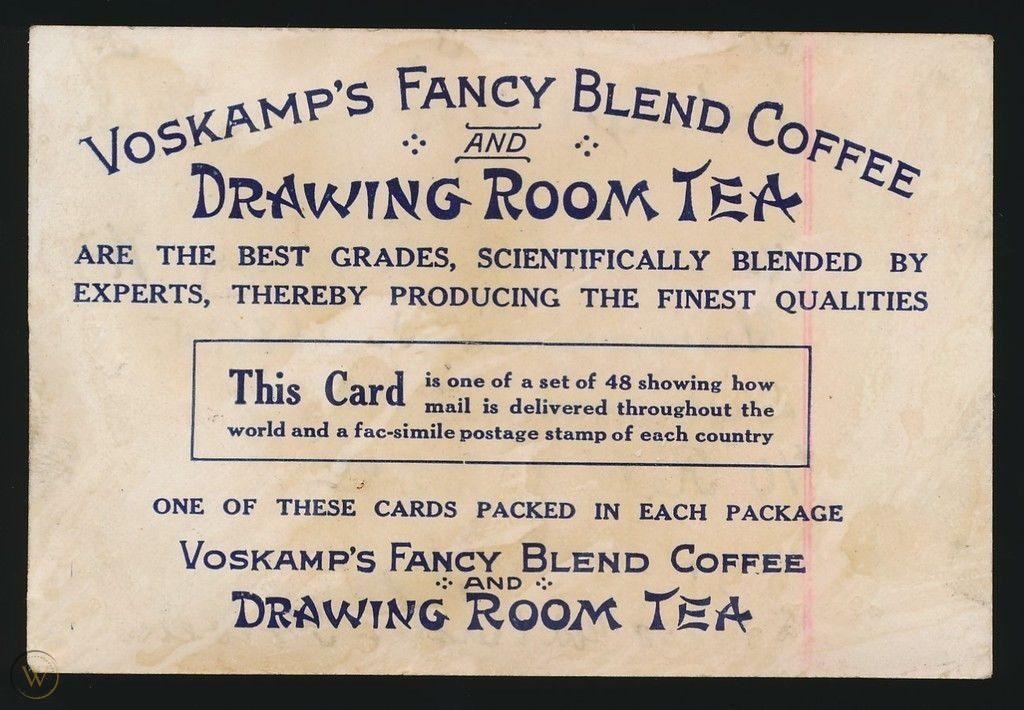 VOSKAMP'S FANCY BLEND COFFEE
AND
DRAWING ROOM TEA
ARE THE BEST GRADES, SCIENTIFICALLY BLENDED BY
EXPERTS, THEREBY PRODUCING THE FINEST QUALITIES
This Card is one of a set of 48 showing how
mail is delivered throughout the
world and a fac-simile postage stamp of each country
ONE OF THESE CARDS PACKED IN EACH PACKAGE
VOSKAMP'S FANCY BLEND COFFEE
AND
DRAWING ROOM TEA
W